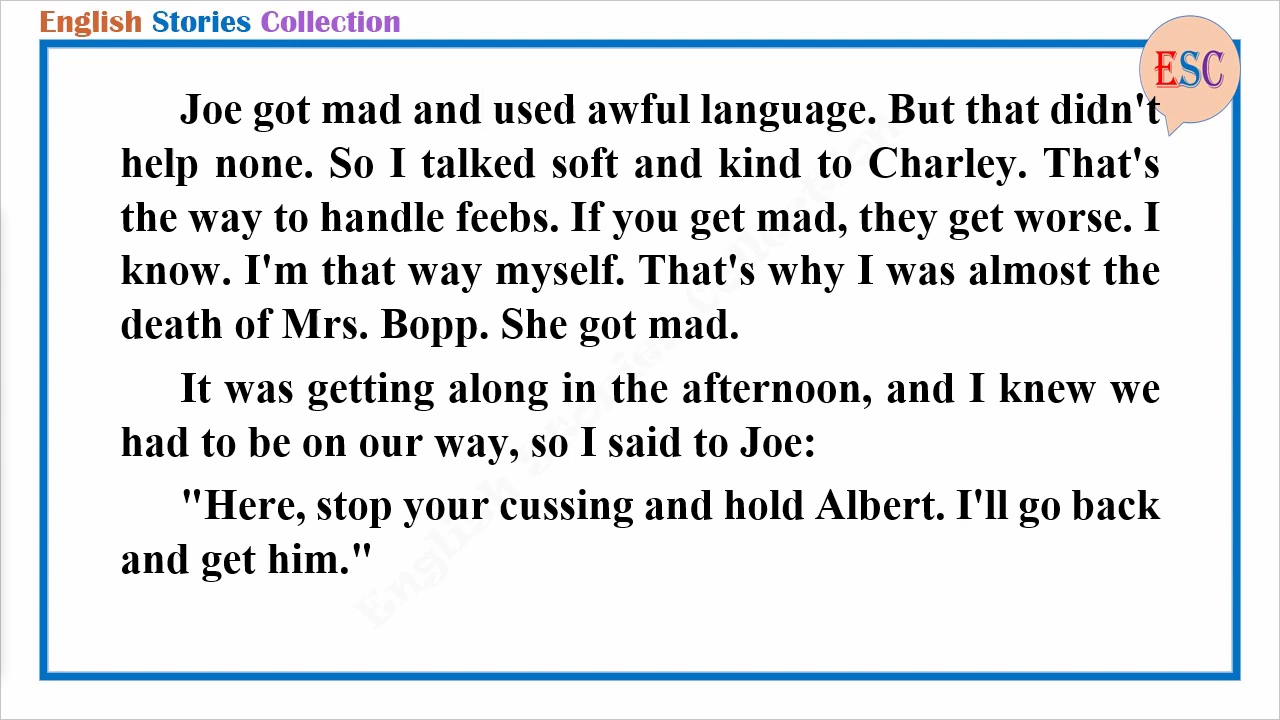 English Stories Collection
ESC
Joe got mad and used awful language. But that didn't
help none. So I talked soft and kind to Charley. That's
the way to handle feebs. If you get mad, they get worse. I
know. I'm that way myself. That's why I was almost the
death of Mrs. Bopp. She got mad.
It was getting along in the afternoon, and I knew we
had to be on our way, so I said to Joe:
"Here, stop your cussing and hold Albert. I'll go back
and get him."
English Stories Collection